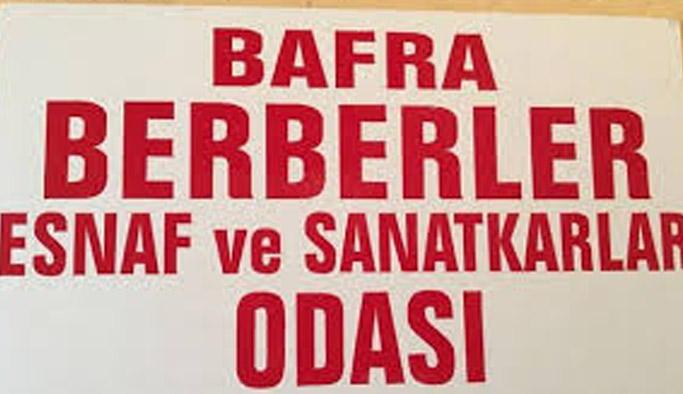 BAFRA
BERBERLER
ESNAF ve SANATKARLAR
ODASI